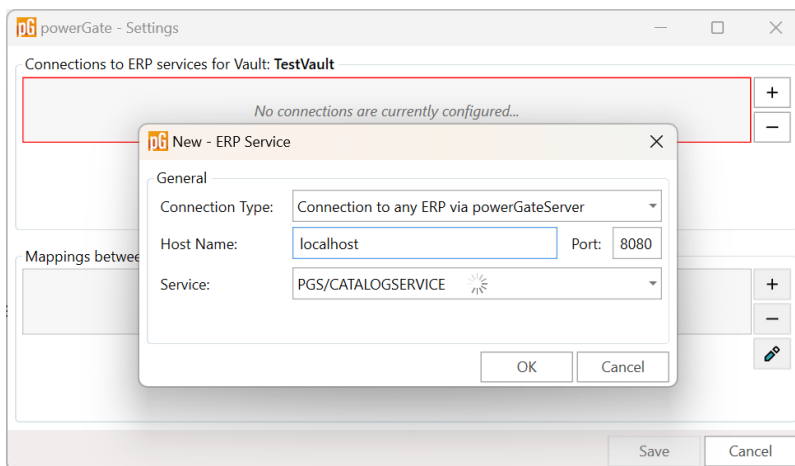 pG powerGate - Settings
Connections to ERP services for Vault: TestVault
No connections are currently configured...
pG New - ERP Service
General
Connection Type: Connection to any ERP via powerGateServer
Host Name: localhost Port: 8080
Mappings
Service: PGS/CATALOGSERVICE
OK Cancel
Save Cancel